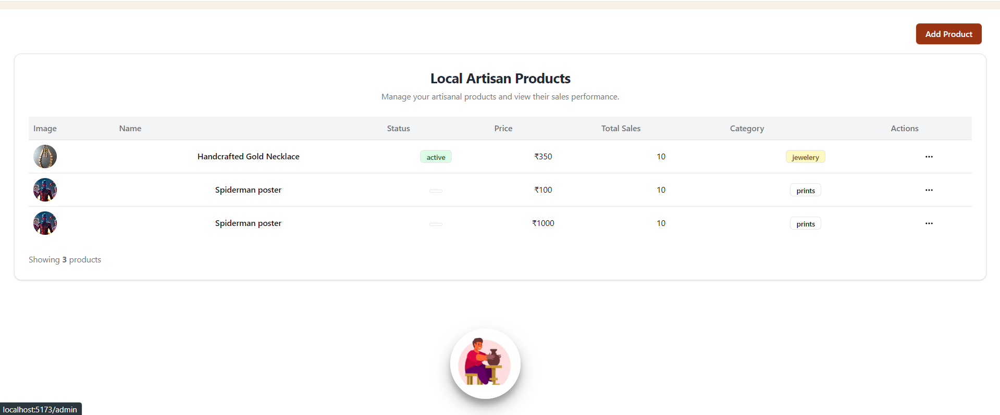 Add Product
Local Artisan Products
Manage your artisanal products and view their sales performance.
Image Name Status Price Total Sales Category Actions
Handcrafted Gold Necklace active ₹350 10 jewelery ...
Spiderman poster ₹100 10 prints ...
Spiderman poster ₹1000 10 prints ...
Showing 3 products
localhost:5173/admin